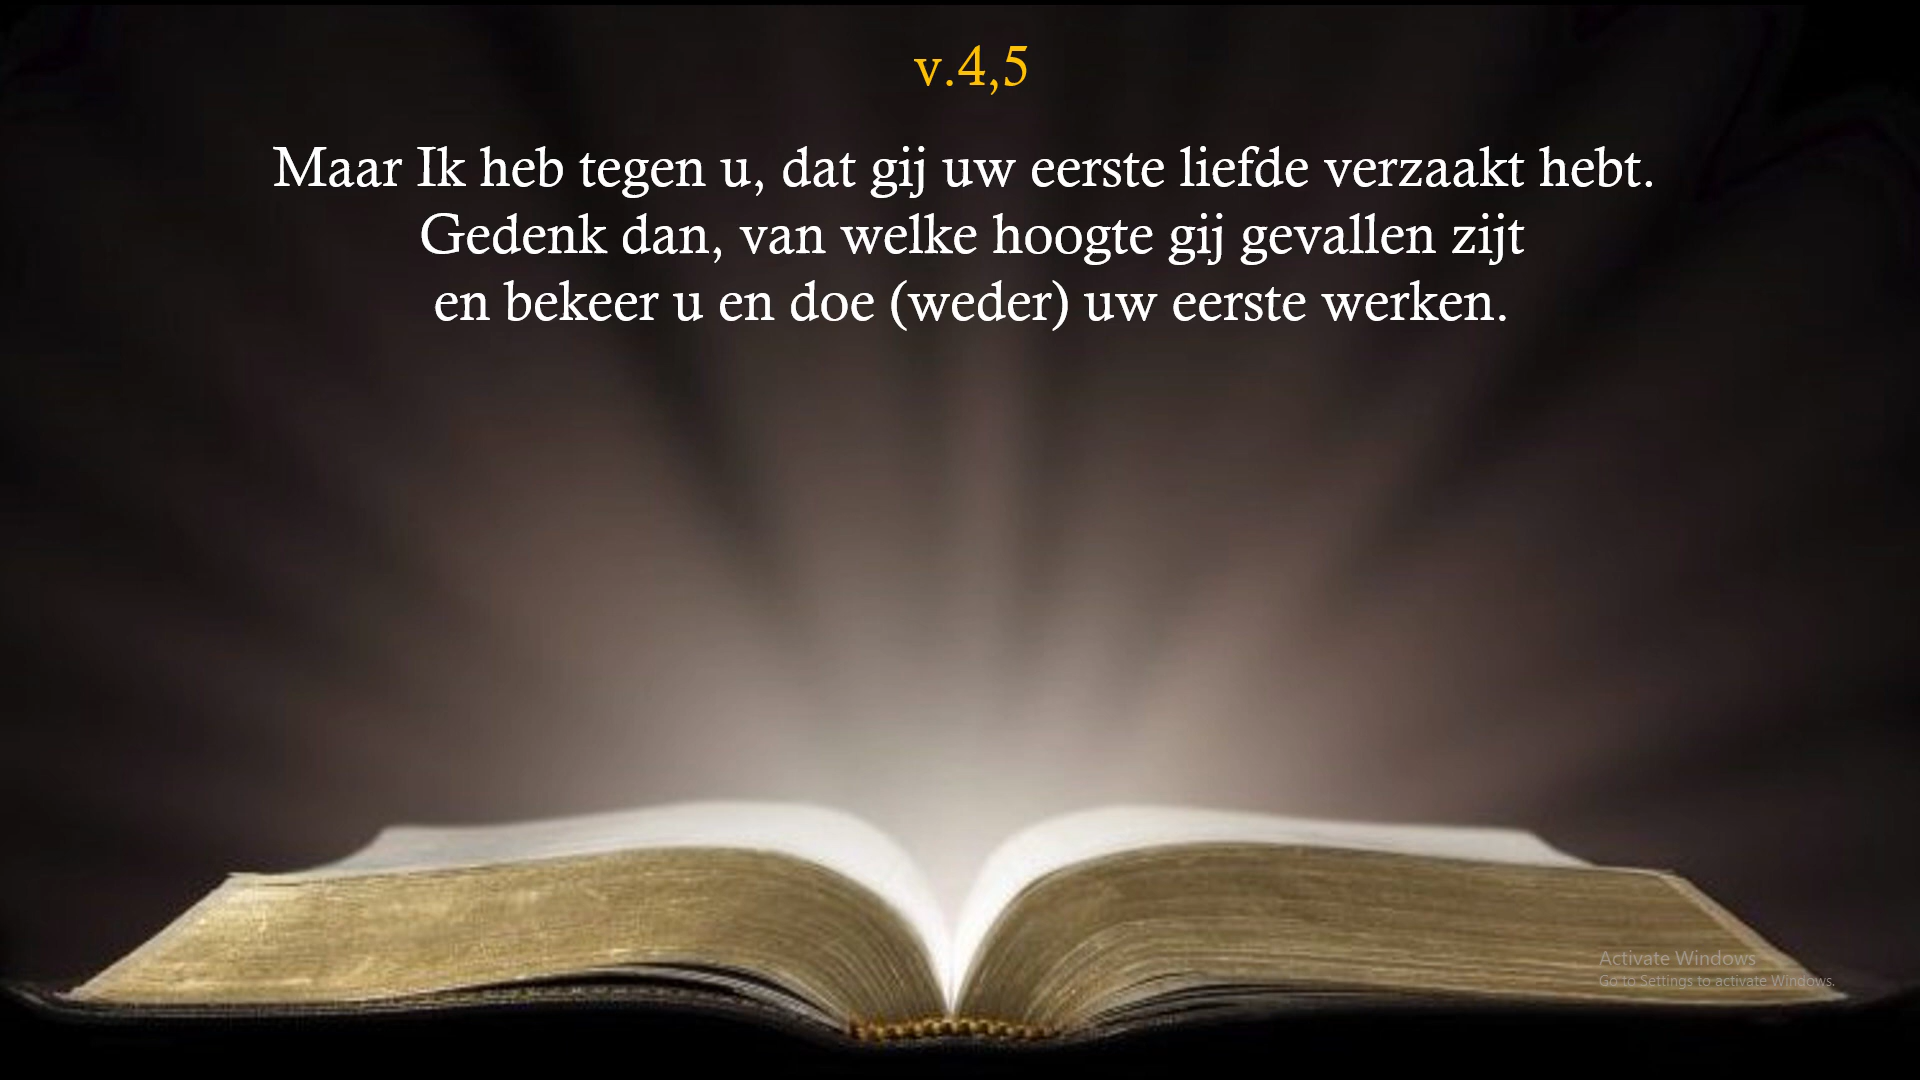 v.4,5
Maar Ik heb tegen u, dat gij uw eerste liefde verzaakt hebt.
Gedenk dan, van welke hoogte gij gevallen zijt
en bekeer u en doe (weder) uw eerste werken.
Activate Windows
Go to Settings to activate Windows.